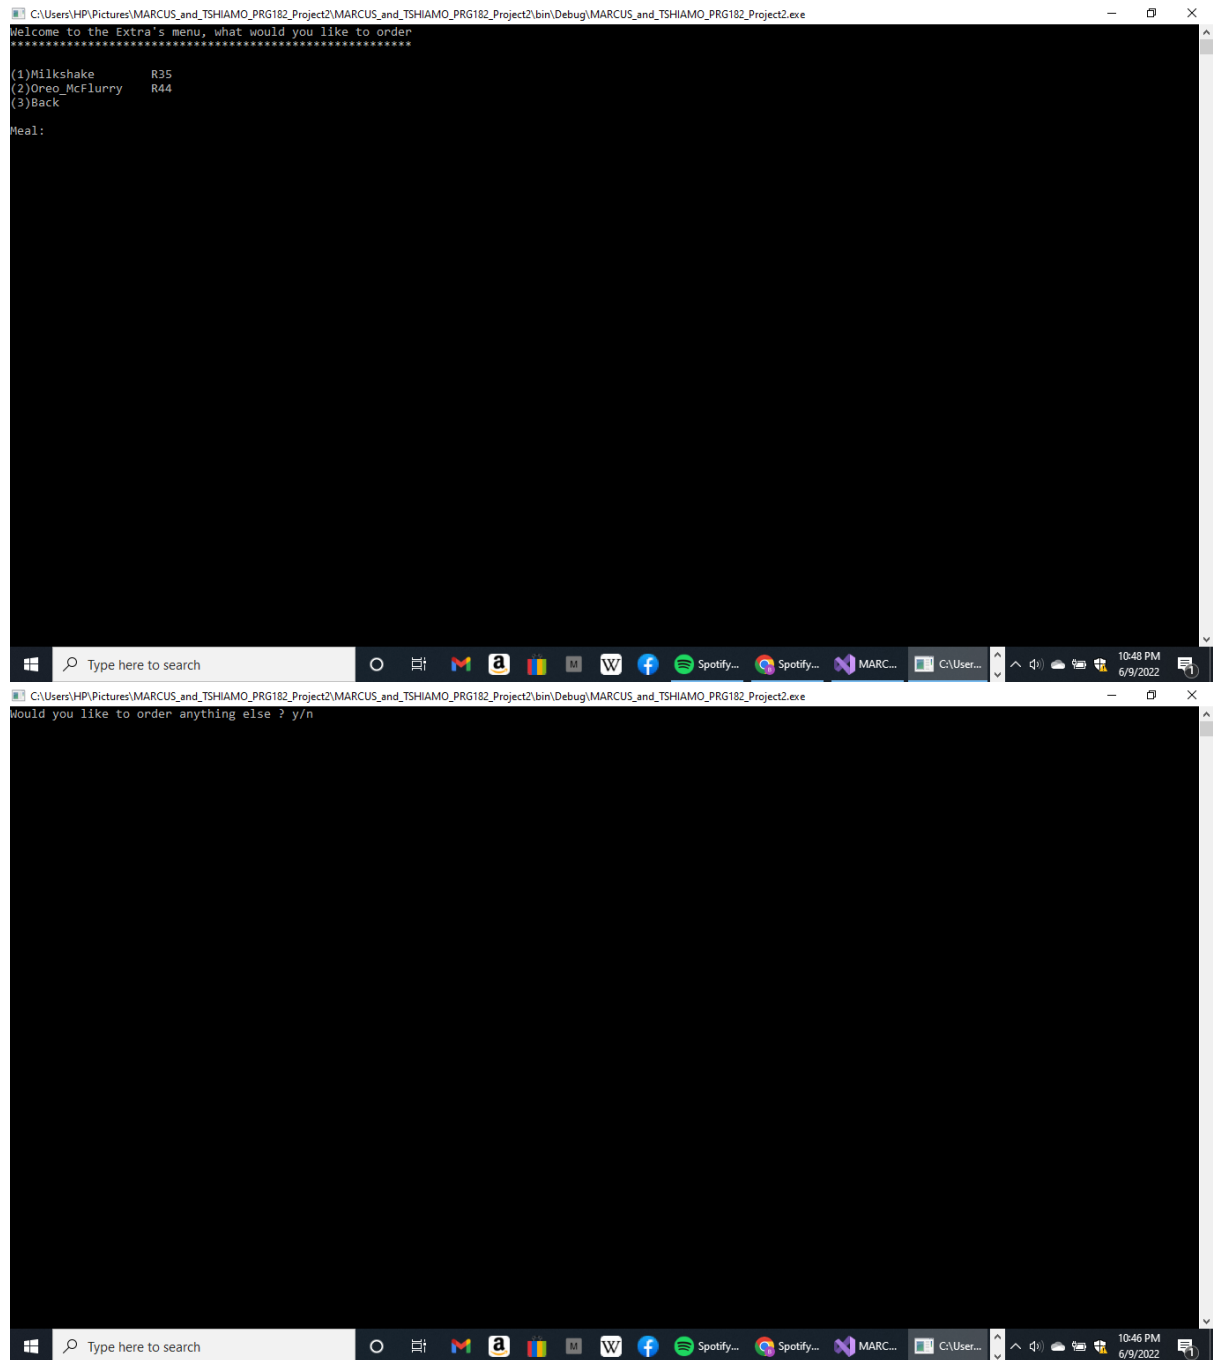 C:\Users\HP\Pictures\MARCUS_and_TSHIAMO_PRG182_Project2\MARCUS_and_TSHIAMO_PRG182_Project2\bin\Debug\MARCUS_and_TSHIAMO_PRG182_Project2.exe
Welcome to the Extra's menu, what would you like to order
*********************************************************
(1)Milkshake R35
(2)Oreo_McFlurry R44
(3)Back
Meal:
Type here to search a M W Spotify... Spotify... MARC... C:\User... 10:48 PM
6/9/2022 1
C:\Users\HP\Pictures\MARCUS_and_TSHIAMO_PRG182_Project2\MARCUS_and_TSHIAMO_PRG182_Project2\bin\Debug\MARCUS_and_TSHIAMO_PRG182_Project2.exe
Would you like to order anything else ? y/n
Type here to search a M W Spotify... Spotify... MARC... C:\User... 10:46 PM
6/9/2022 1